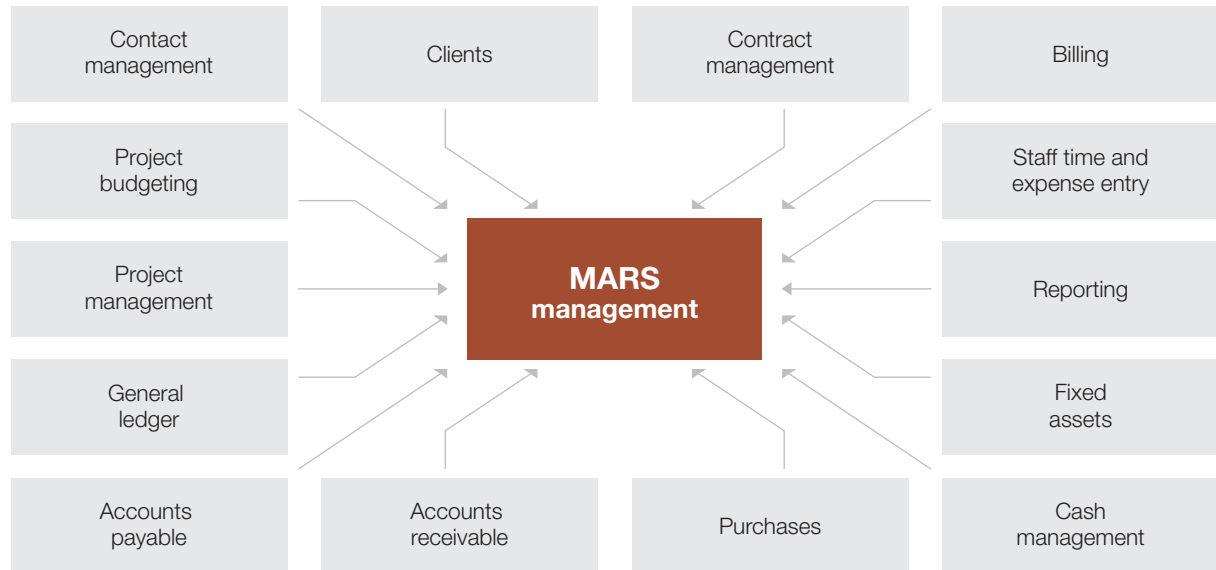 Contact
management
Clients
Contract
management
Billing
Project
budgeting
Staff time and
expense entry
Project
management
MARS
management
Reporting
General
ledger
Fixed
assets
Accounts
payable
Accounts
receivable
Purchases
Cash
management